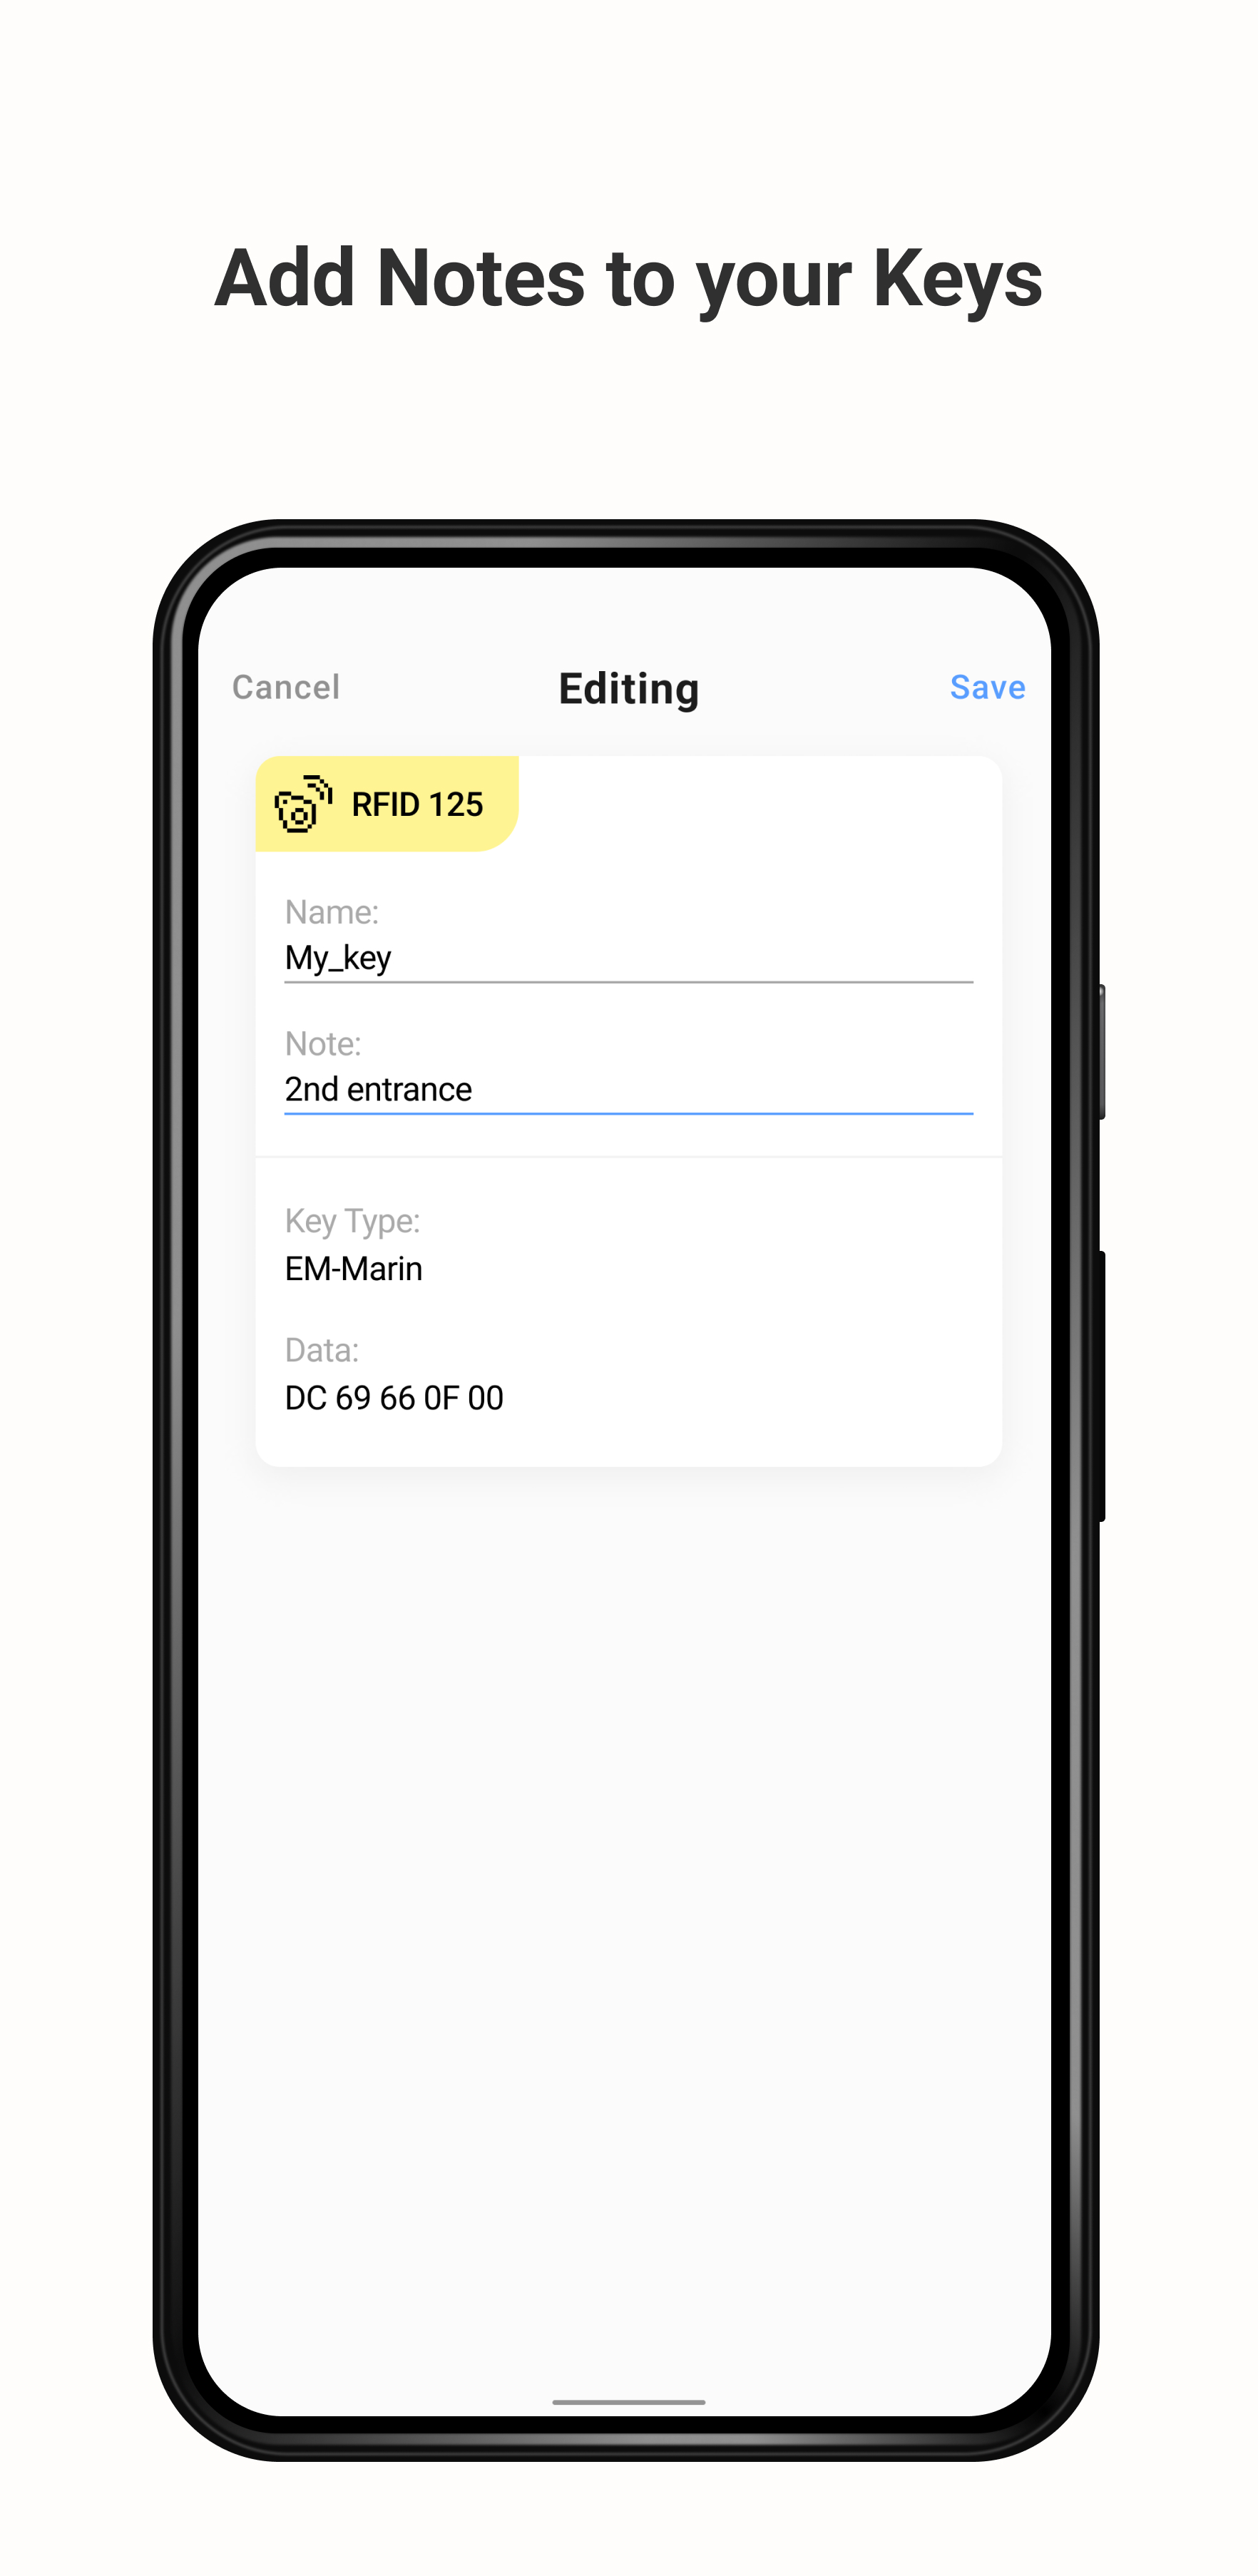 Add Notes to your Keys
Cancel Editing Save
RFID 125
Name:
My_key
Note:
2nd entrance
Key Type:
EM-Marin
Data:
DC 69 66 0F 00